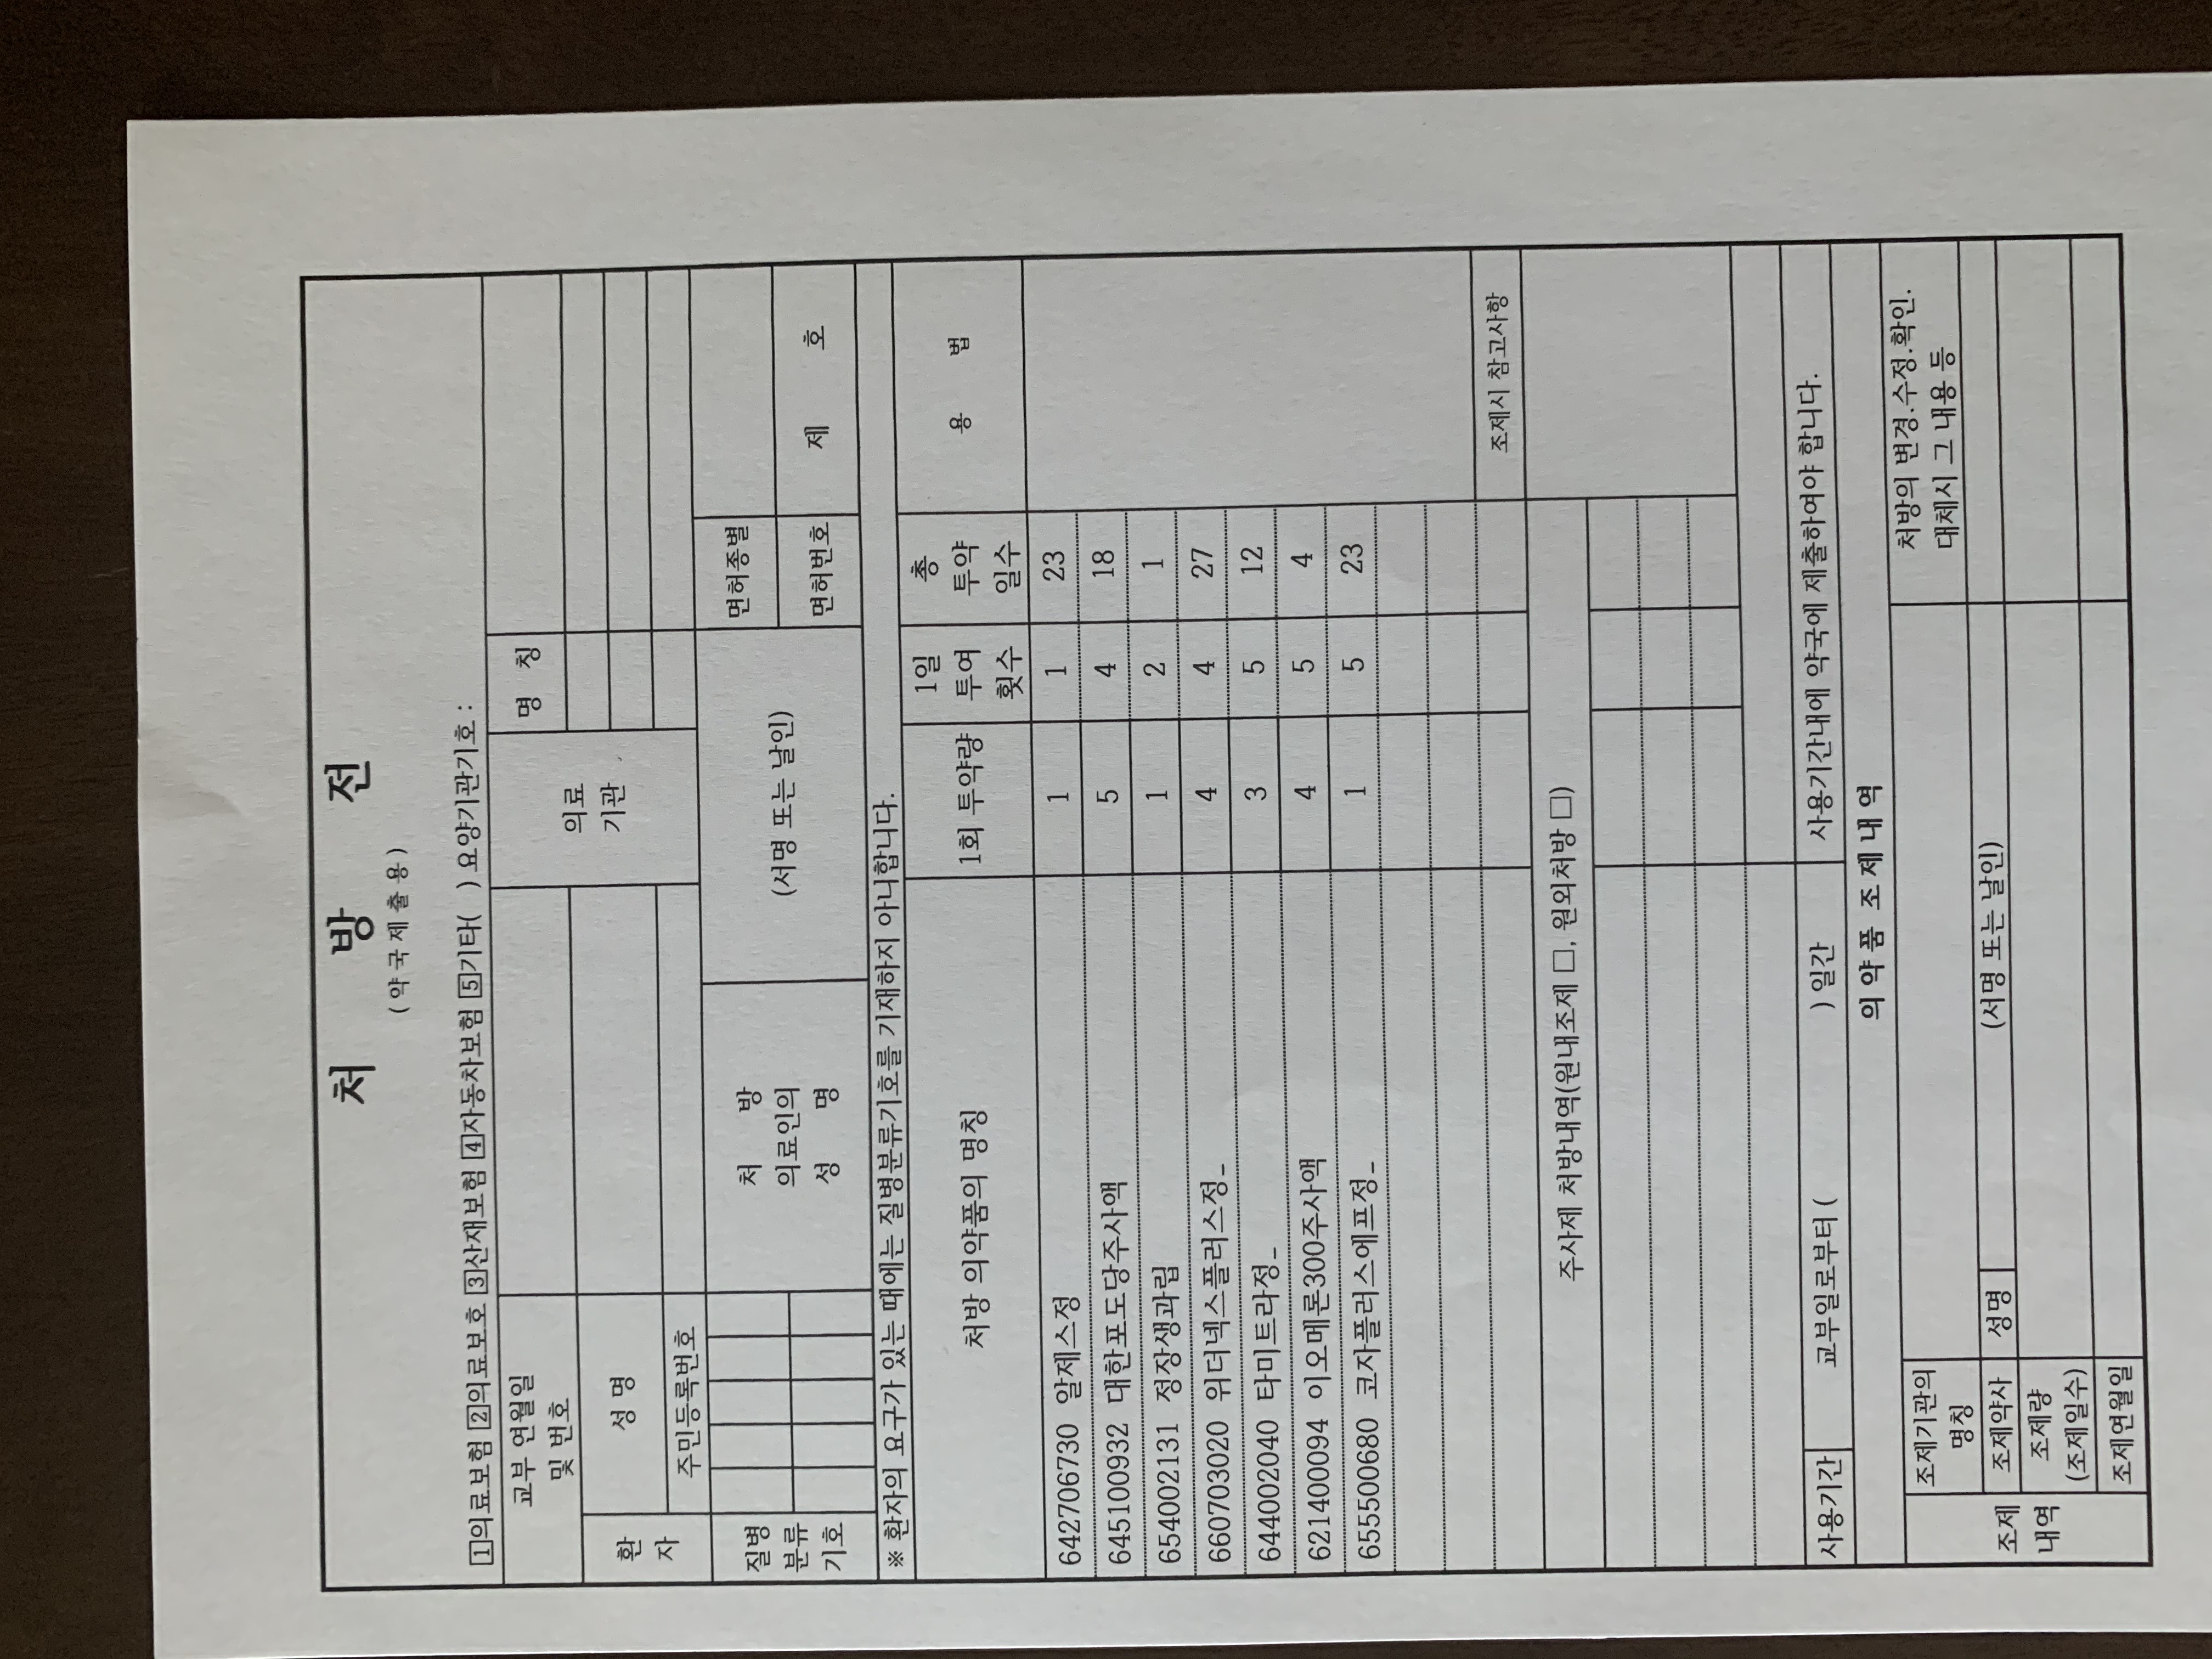 처 방 전
(약국제출용)
1의료보험 2의료보호 3산재보험 4자동차보험 5기타( ) 요양기관기호 :
교부 연월일
및 번호
의료
기관
명 칭
환
자
성 명
주민등록번호
질병
분류
기호
처 방
의료인의
성 명
(서명 또는 날인)
면허종별
면허번호
제 호
※ 환자의 요구가 있는 때에는 질병분류기호를 기재하지 아니합니다.
처방 의약품의 명칭
1회 투약량
1일
투여
횟수
총
투약
일수
용 법
642706730 알제스정 1 1 23
645100932 대한포도당주사액 5 4 18
654002131 정장생과립 1 2 1
660703020 위더넥스플러스정_ 4 4 27
644002040 타미트라정_ 3 5 12
621400094 이오메론300주사액 4 5 4
655500680 코자플러스에프정_ 1 5 23
조제시 참고사항
주사제 처방내역(원내조제 □, 원외처방 □)
사용기간 교부일로부터 ( ) 일간 사용기간내에 약국에 제출하여야 합니다.
의약품 조제내역
조제
내역
조제기관의
명칭
처방의 변경.수정.확인.
대체시 그 내용 등
조제약사 성명 (서명 또는 날인)
조제량
(조제일수)
조제연월일